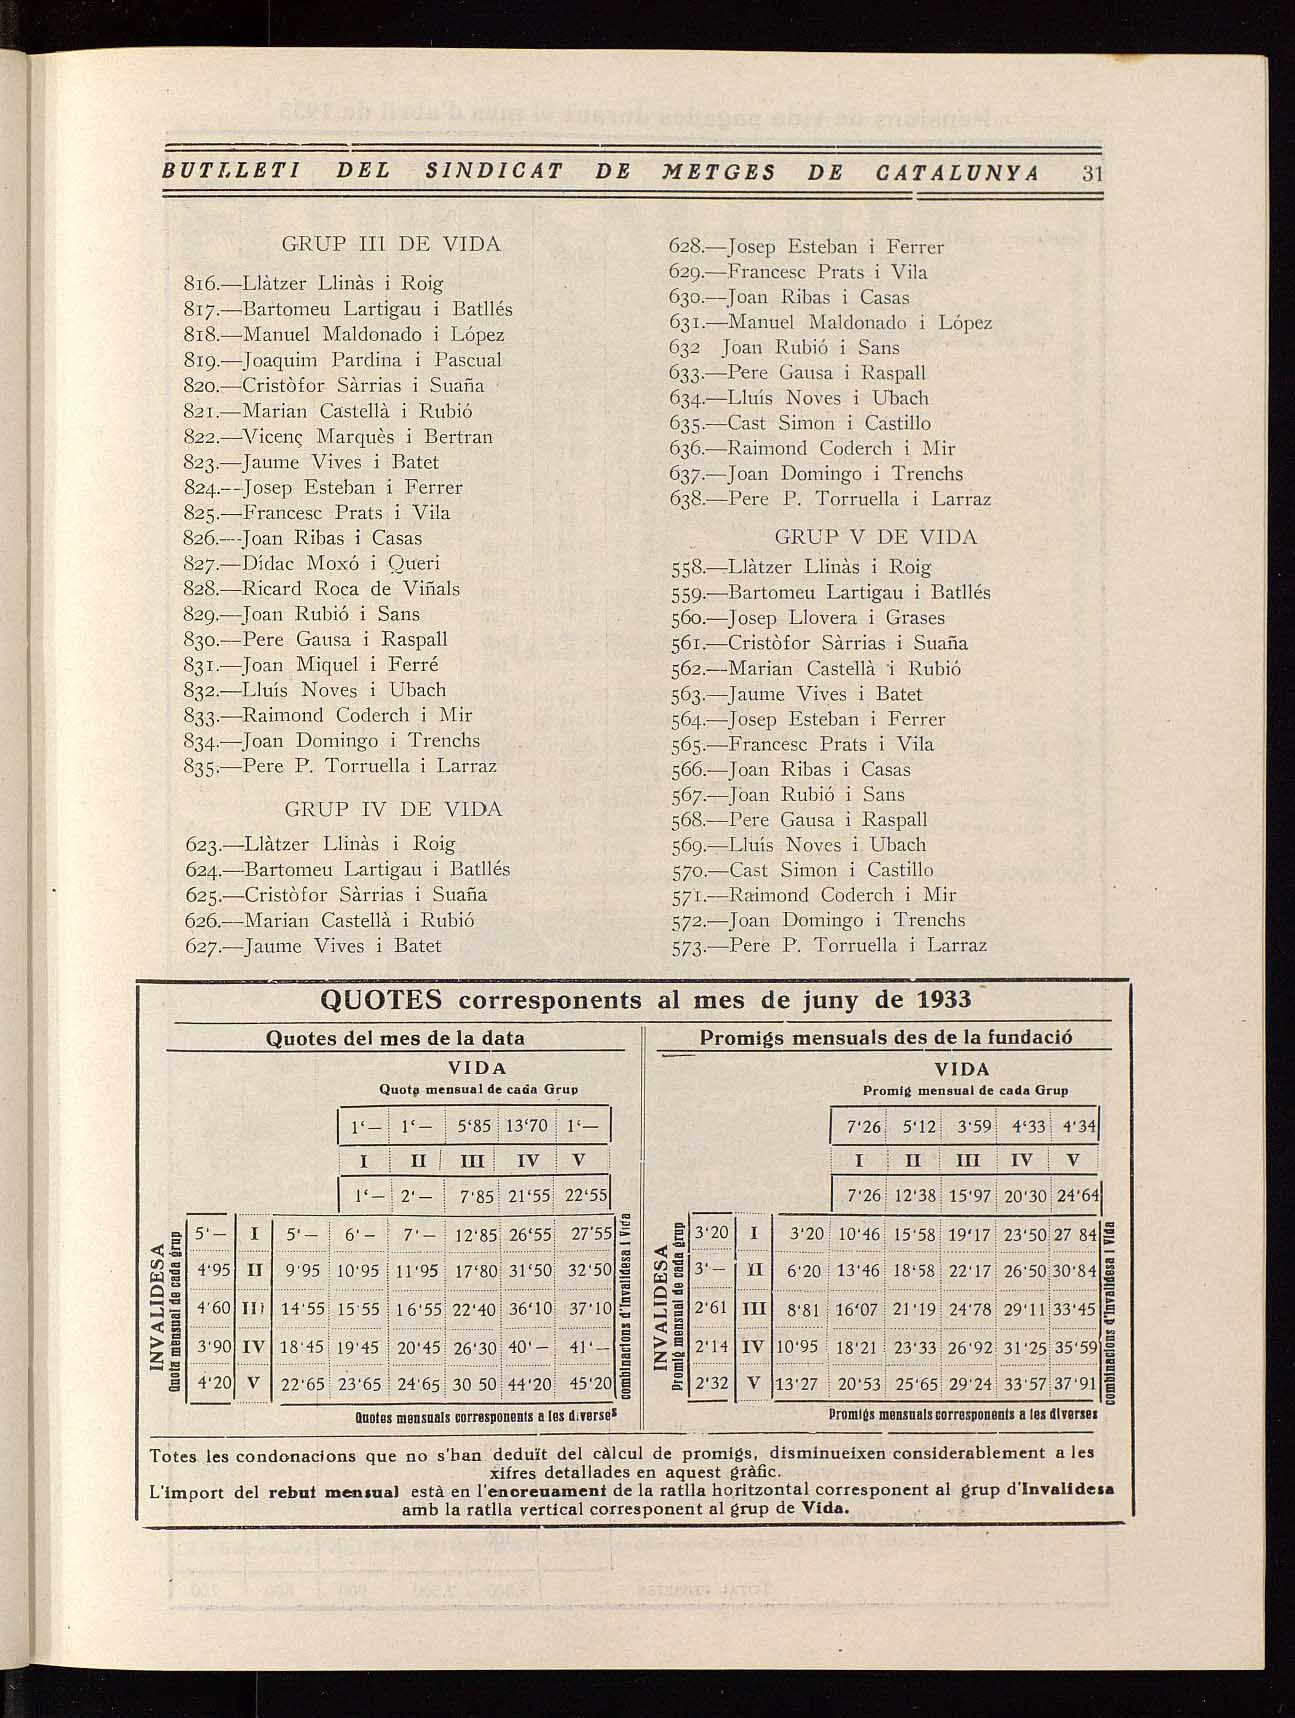 BUTLLETI DEL SINDICAT DE METGES DE CATALUNYA 31
GRUP III DE VIDA
816.—Llàtzer Llinàs i Roig
817.—Bartomeu Lartigau i Batllés
818.—Manuel Maldonado i López
819.—Joaquim Pardina i Pascual
820.—Cristòfor Sàrrias i Suaña
821.—Marian Castellà i Rubió
822.—Vicenç Marquès i Bertran
823.—Jaume Vives i Batet
824.--Josep Esteban i Ferrer
825.—Francesc Prats i Vila
826.—-Joan Ribas i Casas
827.—Dídac Moxó i Queri
828.—Ricard Roca de Viñals
829.—Joan Rubió i Sans
830.—Pere Gausa i Raspall
831.—Joan Miquel i Ferré
832.—Lluís Noves i Ubach
833.—Raimond Coderch i Mir
834.—Joan Domingo i Trenchs
835.—Pere P. Torruella i Larraz
GRUP IV DE VIDA
623.—Llàtzer Llinàs i Roig
624.—Bartomeu Lartigau i Batllés
625.—Cristòfor Sàrrias i Suaña
626.—Marian Castellà i Rubió
627.—Jaume Vives i Batet
628.—Josep Esteban i Ferrer
629.—Francesc Prats i Vila
630.—Joan Ribas i Casas
631.—Manuel Maldonado i López
632 Joan Rubió i Sans
633.—Pere Gausa i Raspall
634.—Lluís Noves i Ubach
635.—Cast Simon i Castillo
636.—Raimond Coderch i Mir
637.—Joan Domingo i Trenchs
638.—Pere P. Torruella i Larraz
GRUP V DE VIDA
558.—Llàtzer Llinàs i Roig
559.—Bartomeu Lartigau i Batllés
560.—Josep Llovera i Grases
561.—Cristòfor Sàrrias i Suaña
562.—Marian Castellà i Rubió
563.—Jaume Vives i Batet
564.—Josep Esteban i Ferrer
565.—Francesc Prats i Vila
566.—Joan Ribas i Casas
567.—Joan Rubió i Sans
568.—Pere Gausa i Raspall
569.—Lluís Noves i Ubach
570.—Cast Simon i Castillo
571.—Raimond Coderch i Mir
572.—Joan Domingo i Trenchs
573.—Pere P. Torruella i Larraz
QUOTES corresponents al mes de juny de 1933
Quotes del mes de la data
VIDA
Quota mensual de cada Grup
1'— 1'— 5'85 13'70 1'—
I II III IV V
1'— 2'— 7'85 21'55 22'55
INVALIDESA
Quota mensual de cada grup
5'— I 5'— 6'— 7'— 12'85 26'55 27'55
4'95 II 9'95 10'95 11'95 17'80 31'50 32'50
4'60 III 14'55 15'55 16'55 22'40 36'10 37'10
3'90 IV 18'45 19'45 20'45 26'30 40'— 41'—
4'20 V 22'65 23'65 24'65 30 50 44'20 45'20
Quotes mensuals corresponents a les diverses
combinacions d'Invalidesa i Vida
Promigs mensuals des de la fundació
VIDA
Promig mensual de cada Grup
7'26 5'12 3'59 4'33 4'34
I II III IV V
7'26 12'38 15'97 20'30 24'64
INVALIDESA
Promig mensual de cada grup
3'20 I 3'20 10'46 15'58 19'17 23'50 27 84
3'— II 6'20 13'46 18'58 22'17 26'50 30'84
2'61 III 8'81 16'07 21'19 24'78 29'11 33'45
2'14 IV 10'95 18'21 23'33 26'92 31'25 35'59
2'32 V 13'27 20'53 25'65 29'24 33'57 37'91
Promigs mensuals corresponents a les diverses
combinacions d'Invalidesa i Vida
Totes les condonacions que no s'han deduït del càlcul de promigs, disminueixen considerablement a les
xifres detallades en aquest gràfic.
L'import del rebut mensual està en l'encreuament de la ratlla horitzontal corresponent al grup d'Invalidesa
amb la ratlla vertical corresponent al grup de Vida.